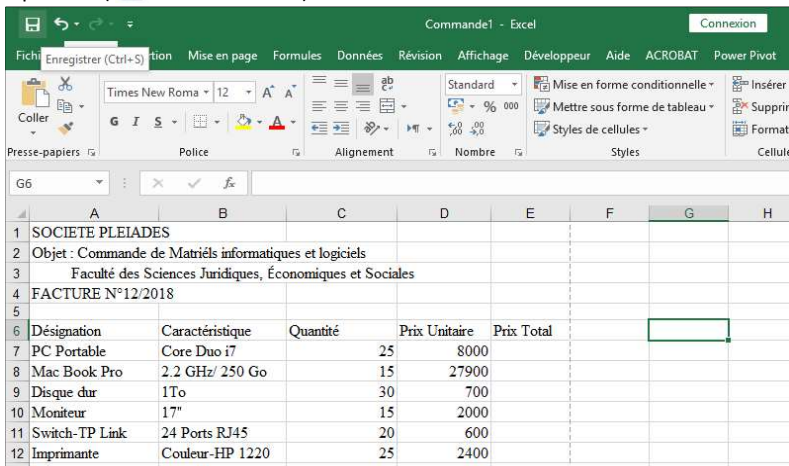 Commande1 - Excel
Connexion
Fichi
rtion Mise en page Formules Données Révision Affichage Développeur Aide ACROBAT Power Pivot
Enregistrer (Ctrl+S)
Coller
Times New Roma 12 A^ A
ab
Standard
Mise en forme conditionnelle
Insérer
G I S A
% 000
Mettre sous forme de tableau
Supprir
Styles de cellules
Format
Presse-papiers Police Alignement Nombre Styles Cellule
G6 fx
A B C D E F G H
1 SOCIETE PLEIADES
2 Objet : Commande de Matriéls informatiques et logiciels
3 Faculté des Sciences Juridiques, Économiques et Sociales
4 FACTURE N°12/2018
5
6 Désignation Caractéristique Quantité Prix Unitaire Prix Total
7 PC Portable Core Duo i7 25 8000
8 Mac Book Pro 2.2 GHz/ 250 Go 15 27900
9 Disque dur 1To 30 700
10 Moniteur 17" 15 2000
11 Switch-TP Link 24 Ports RJ45 20 600
12 Imprimante Couleur-HP 1220 25 2400